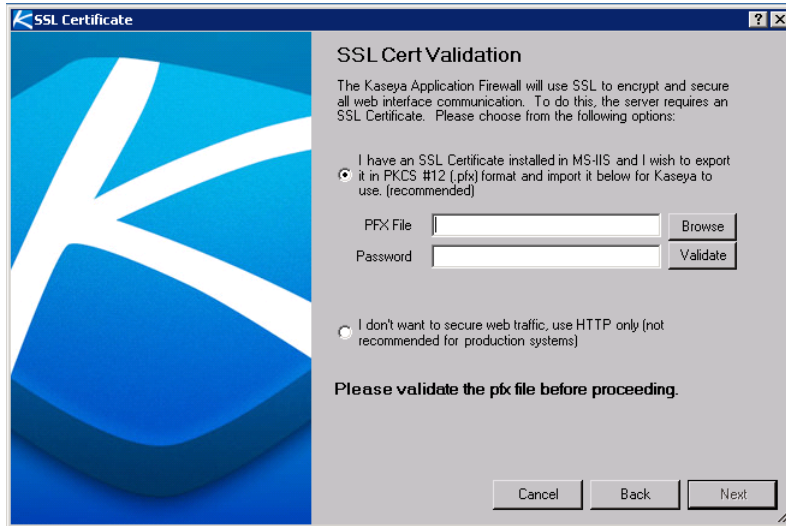 SSL Certificate
SSL Cert Validation
The Kaseya Application Firewall will use SSL to encrypt and secure
all web interface communication. To do this, the server requires an
SSL Certificate. Please choose from the following options:
I have an SSL Certificate installed in MS-IIS and I wish to export
it in PKCS #12 (.pfx) format and import it below for Kaseya to
use. (recommended)
PFX File Browse
Password Validate
I don't want to secure web traffic, use HTTP only (not
recommended for production systems)
Please validate the pfx file before proceeding.
Cancel Back Next